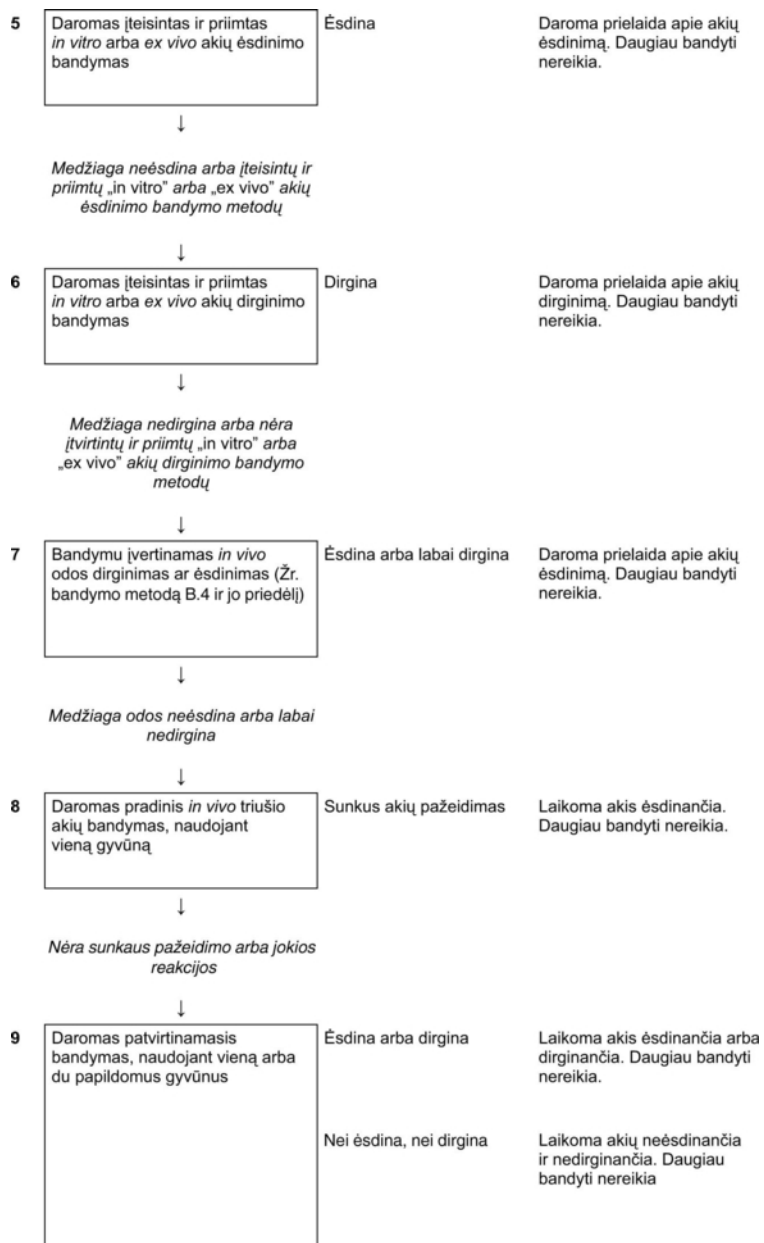 5
Daromas įteisintas ir priimtas
in vitro arba ex vivo akių ėsdinimo
bandymas
Ėsdina
Daroma prielaida apie akių
ėsdinimą. Daugiau bandyti
nereikia.
↓
Medžiaga neėsdina arba įteisintų ir
priimtų „in vitro” arba „ex vivo” akių
ėsdinimo bandymo metodų
↓
6
Daromas įteisintas ir priimtas
in vitro arba ex vivo akių dirginimo
bandymas
Dirgina
Daroma prielaida apie akių
dirginimą. Daugiau bandyti
nereikia.
↓
Medžiaga nedirgina arba nėra
įtvirtintų ir priimtų „in vitro” arba
„ex vivo” akių dirginimo bandymo
metodų
↓
7
Bandymu įvertinamas in vivo
odos dirginimas ar ėsdinimas (Žr.
bandymo metodą B.4 ir jo priedėlį)
Ėsdina arba labai dirgina
Daroma prielaida apie akių
ėsdinimą. Daugiau bandyti
nereikia.
↓
Medžiaga odos neėsdina arba labai
nedirgina
↓
8
Daromas pradinis in vivo triušio
akių bandymas, naudojant
vieną gyvūną
Sunkus akių pažeidimas
Laikoma akis ėsdinančia.
Daugiau bandyti nereikia.
↓
Nėra sunkaus pažeidimo arba jokios
reakcijos
↓
9
Daromas patvirtinamasis
bandymas, naudojant vieną arba
du papildomus gyvūnus
Ėsdina arba dirgina
Laikoma akis ėsdinančia arba
dirginančia. Daugiau bandyti
nereikia.
Nei ėsdina, nei dirgina
Laikoma akių neėsdinančia
ir nedirginančia. Daugiau
bandyti nereikia